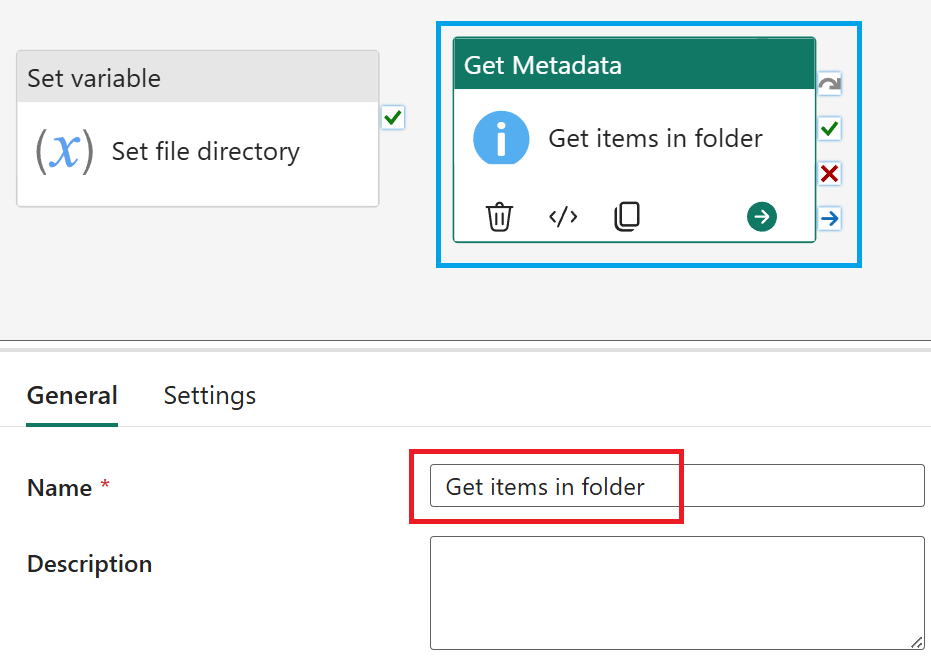 Set variable
(x) Set file directory
Get Metadata
Get items in folder
General Settings
Name *
Get items in folder
Description